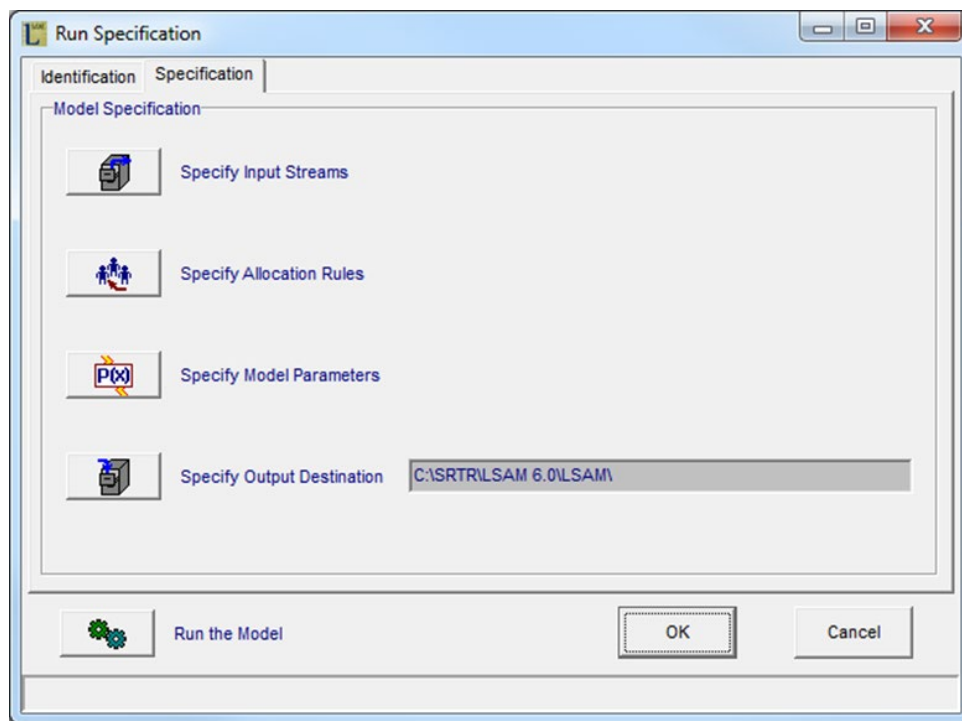 Run Specification
Identification
Specification
Model Specification
Specify Input Streams
Specify Allocation Rules
P(x)
Specify Model Parameters
Specify Output Destination
C:\SRTR\LSAM 6.0\LSAM\
Run the Model
OK
Cancel